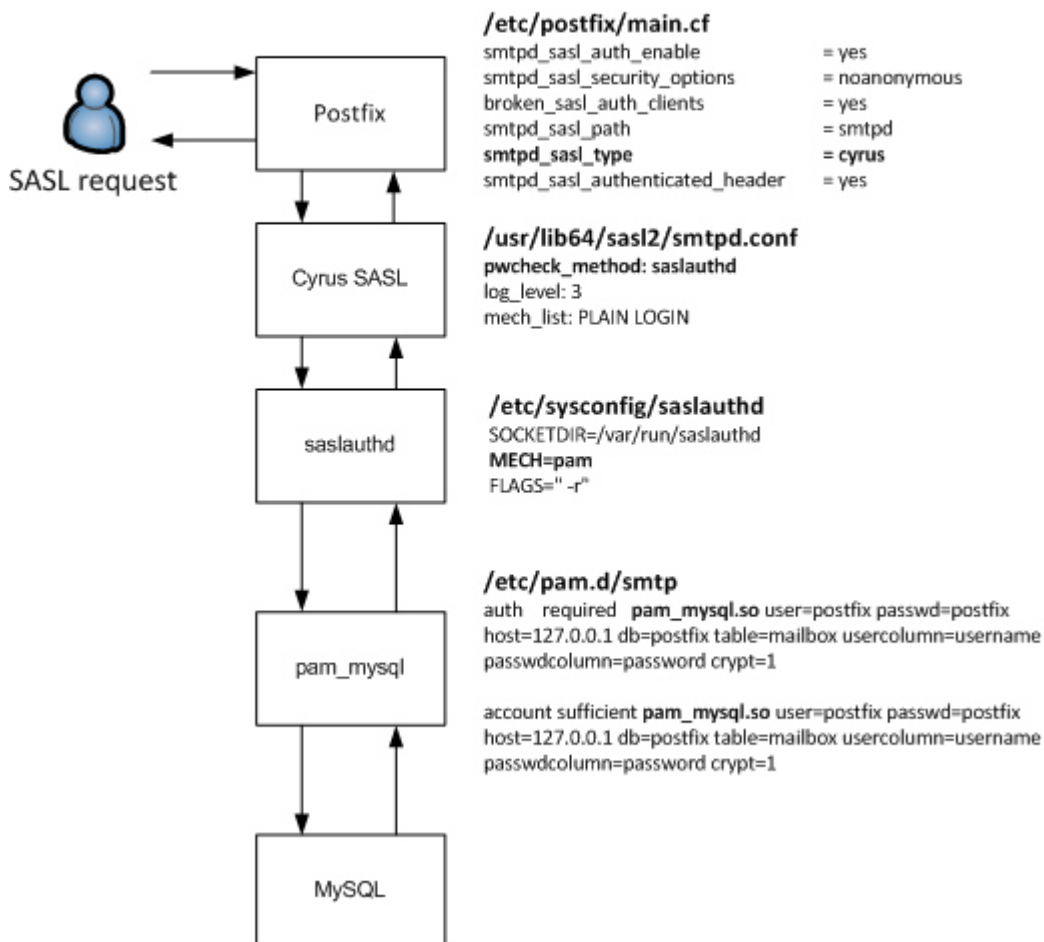 /etc/postfix/main.cf
smtpd_sasl_auth_enable = yes
smtpd_sasl_security_options = noanonymous
broken_sasl_auth_clients = yes
smtpd_sasl_path = smtpd
smtpd_sasl_type = cyrus
smtpd_sasl_authenticated_header = yes
Postfix
SASL request
/usr/lib64/sasl2/smtpd.conf
pwcheck_method: saslauthd
log_level: 3
mech_list: PLAIN LOGIN
Cyrus SASL
/etc/sysconfig/saslauthd
SOCKETDIR=/var/run/saslauthd
MECH=pam
FLAGS=" -r"
saslauthd
/etc/pam.d/smtp
auth required pam_mysql.so user=postfix passwd=postfix
host=127.0.0.1 db=postfix table=mailbox usercolumn=username
passwdcolumn=password crypt=1
pam_mysql
account sufficient pam_mysql.so user=postfix passwd=postfix
host=127.0.0.1 db=postfix table=mailbox usercolumn=username
passwdcolumn=password crypt=1
MySQL